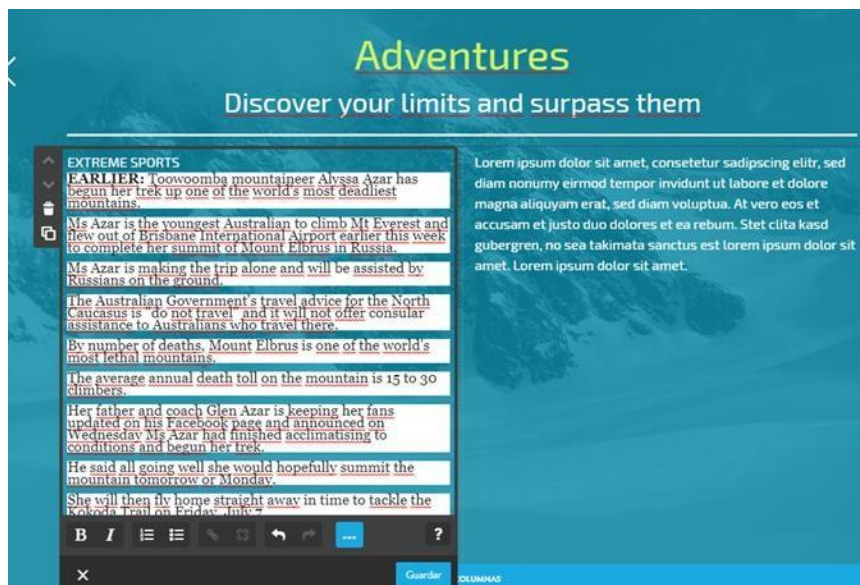 Adventures
Discover your limits and surpass them
EXTREME SPORTS
EARLIER: Toowoomba mountaineer Alyssa Azar has
begun her trek up one of the world's most deadliest
mountains.
Ms Azar is the youngest Australian to climb Mt Everest and
flew out of Brisbane International Airport earlier this week
to complete her summit of Mount Elbrus in Russia.
Ms Azar is making the trip alone and will be assisted by
Russians on the ground.
The Australian Government's travel advice for the North
Caucasus is "do not travel" and it will not offer consular
assistance to Australians who travel there.
By number of deaths, Mount Elbrus is one of the world's
most lethal mountains.
The average annual death toll on the mountain is 15 to 30
climbers.
Her father and coach Glen Azar is keeping her fans
updated on his Facebook page and announced on
Wednesday Ms Azar had finished acclimatising to
conditions and begun her trek.
He said all going well she would hopefully summit the
mountain tomorrow or Monday.
She will then fly home straight away in time to tackle the
Kokoda Trail on Friday, July 7
B I ... ?
Guardar
Lorem ipsum dolor sit amet, consetetur sadipscing elitr, sed
diam nonumy eirmod tempor invidunt ut labore et dolore
magna aliquyam erat, sed diam voluptua. At vero eos et
accusam et justo duo dolores et ea rebum. Stet clita kasd
gubergren, no sea takimata sanctus est lorem ipsum dolor sit
amet. Lorem ipsum dolor sit amet.
COLUMNAS